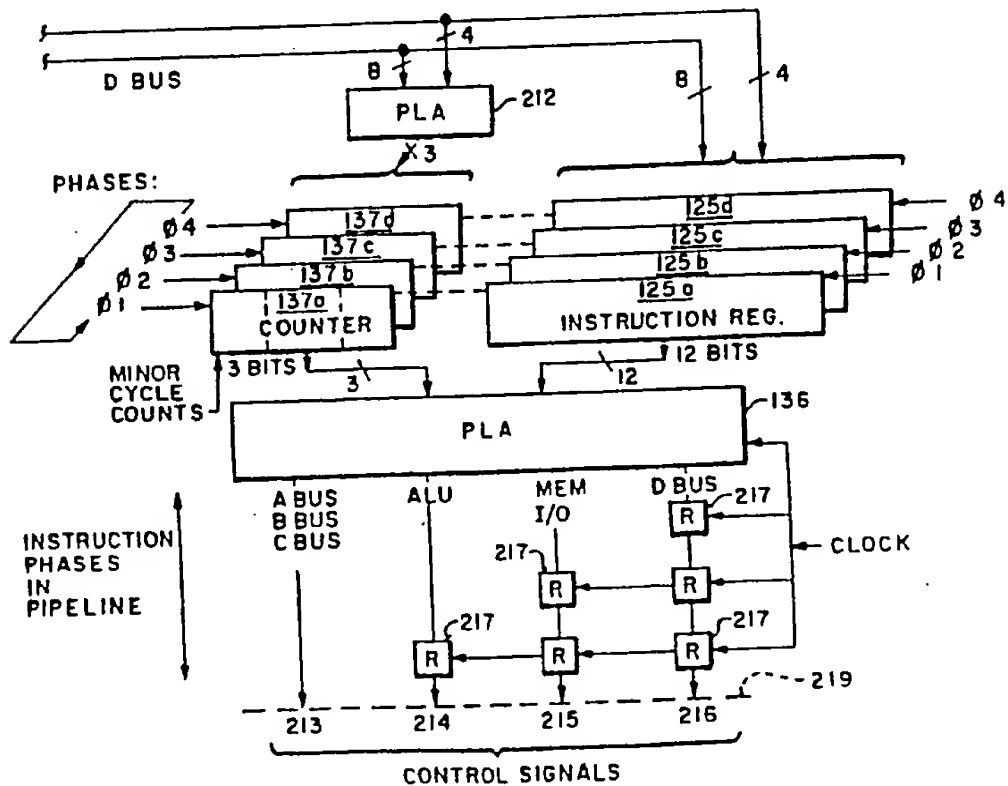 4
8
D BUS
8
4
PLA
212
X 3
PHASES:
137d
125d
Ø4
Ø4
137c
125c
Ø3
Ø3
137b
125b
Ø2
Ø2
137a
125a
Ø1
Ø1
COUNTER
INSTRUCTION REG.
3 BITS
12 BITS
3
12
MINOR
CYCLE
COUNTS
136
PLA
A BUS
B BUS
C BUS
ALU
MEM
I/O
D BUS
217
R
CLOCK
INSTRUCTION
PHASES
IN
PIPELINE
217
R
R
217
217
R
R
R
219
213
214
215
216
CONTROL SIGNALS